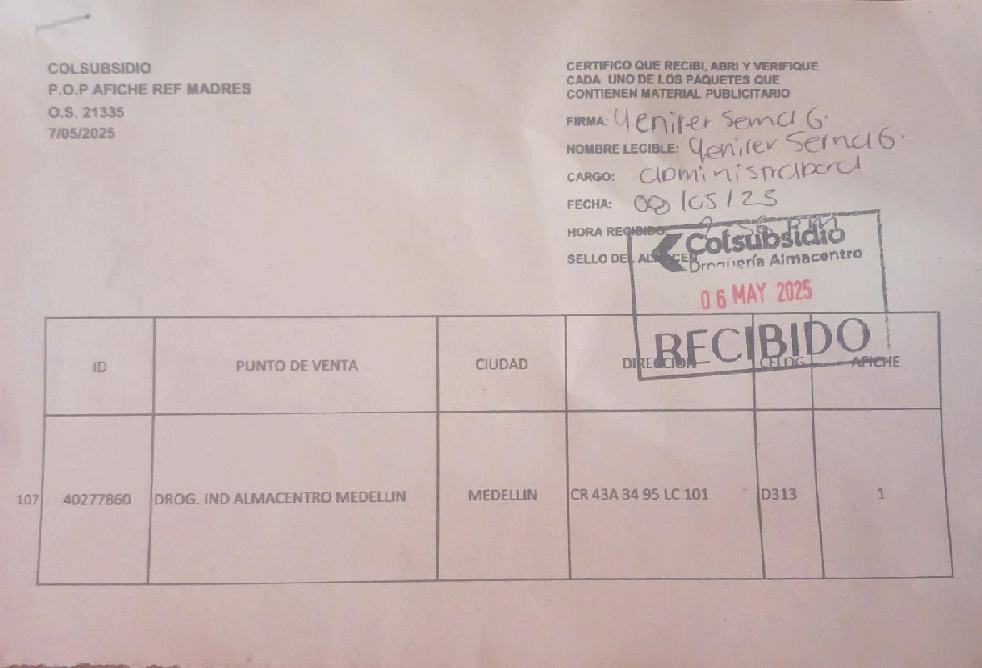 COLSUBSIDIO
P.O.P AFICHE REF MADRES
O.S. 21335
7/05/2025
CERTIFICO QUE RECIBI, ABRI Y VERIFIQUE
CADA UNO DE LOS PAQUETES QUE
CONTIENEN MATERIAL PUBLICITARIO
FIRMA: Yenifer Serna G.
NOMBRE LEGIBLE: Yenifer Serna G.
CARGO: administradora
FECHA: /05/25
HORA RECIBIDO: PM
SELLO DEL ALMACEN
Colsubsidio
Droguería Almacentro
06 MAY 2025
RECIBIDO
ID PUNTO DE VENTA CIUDAD DIRECCION AFICHE
107 40277860 DROG. IND ALMACENTRO MEDELLIN MEDELLIN CR 43A 34 95 LC 101 D313 1